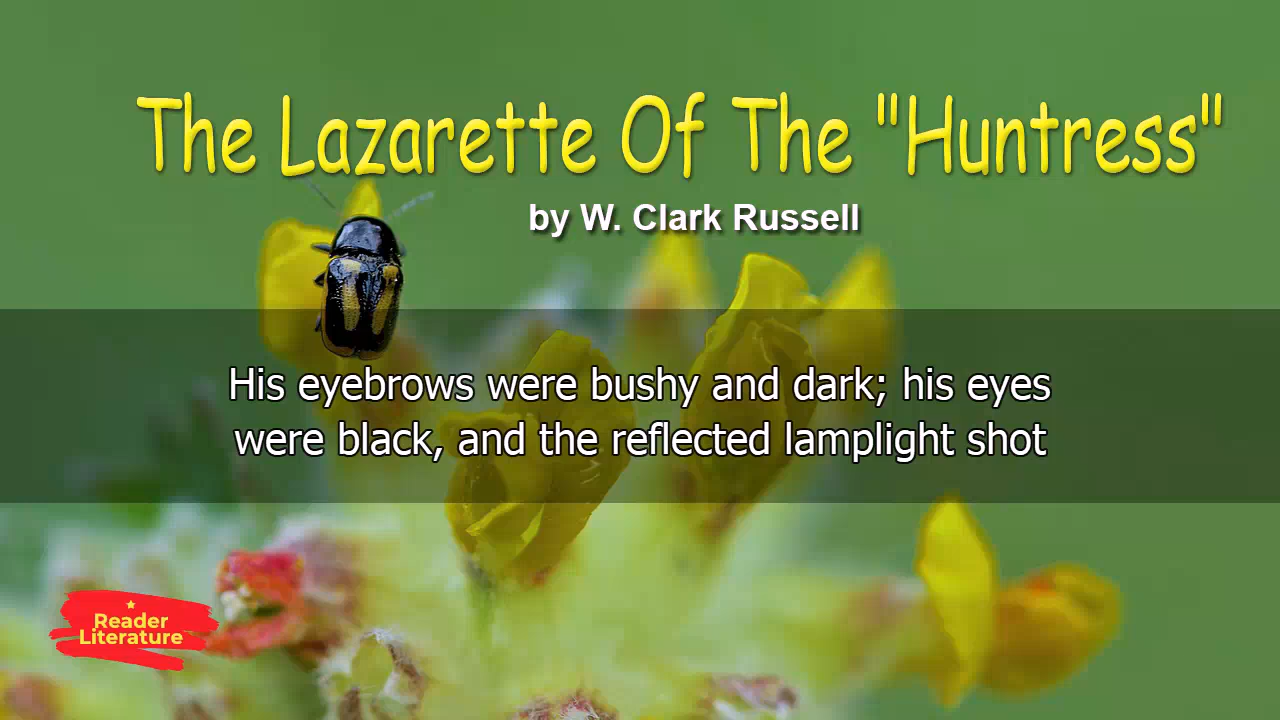 The Lazarette Of The "Huntress"
by W. Clark Russell
His eyebrows were bushy and dark; his eyes
were black, and the reflected lamplight shot
Reader
Literature